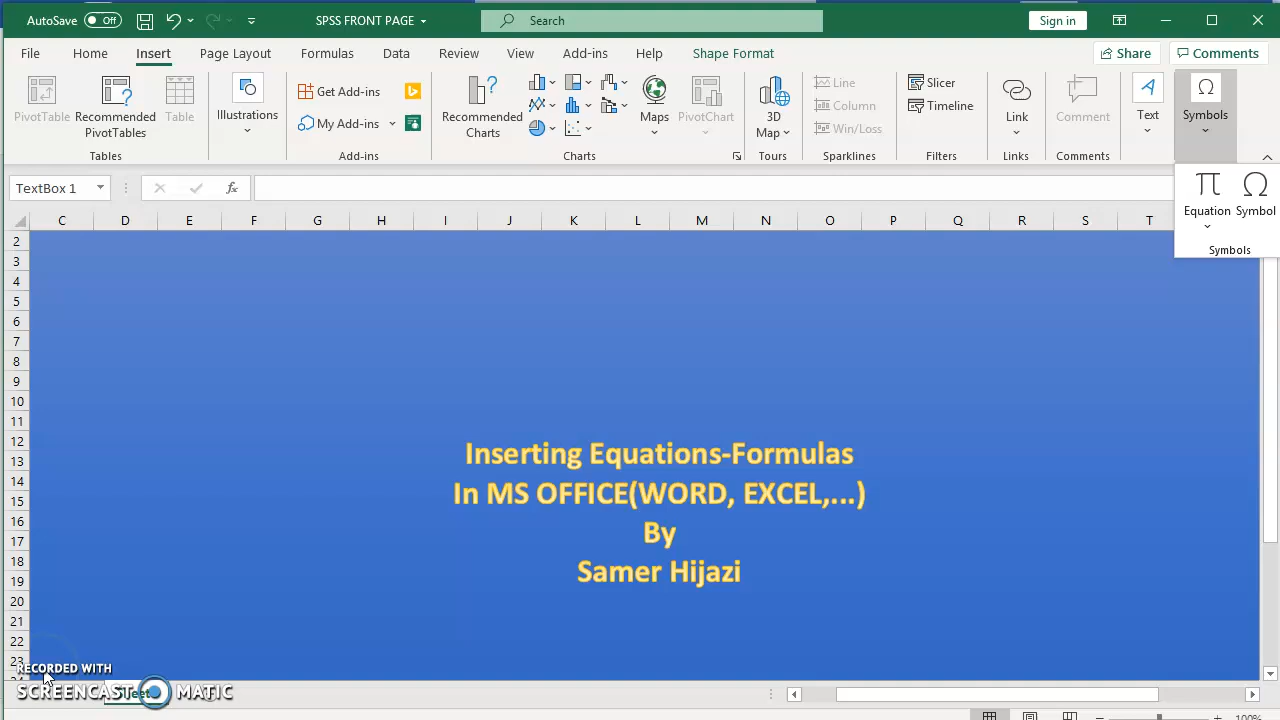 AutoSave Off SPSS FRONT PAGE Search Sign in
File Home Insert Page Layout Formulas Data Review View Add-ins Help Shape Format Share Comments
PivotTable Recommended PivotTables Table Illustrations Get Add-ins My Add-ins Recommended Charts Maps PivotChart 3D Map Line Column Win/Loss Slicer Timeline Link Comment Text Symbols
Tables Add-ins Charts Tours Sparklines Filters Links Comments
TextBox 1 fx
Equation Symbol
Symbols
C D E F G H I J K L M N O P Q R S T
2
3
4
5
6
7
8
9
10
11
12
13
14
15
16
17
18
19
20
21
22
23
Inserting Equations-Formulas
In MS OFFICE(WORD, EXCEL,...)
By
Samer Hijazi
RECORDED WITH
SCREENCAST MATIC
100%